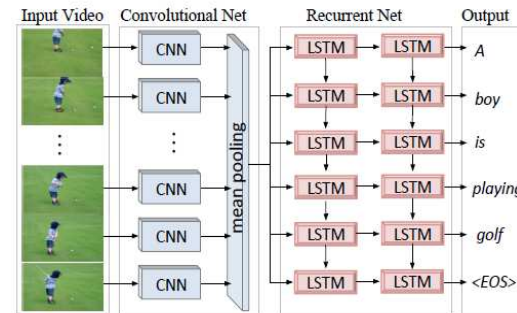 Input Video Convolutional Net Recurrent Net Output
CNN LSTM LSTM A
CNN LSTM LSTM boy
LSTM LSTM is
CNN LSTM LSTM playing
CNN LSTM LSTM golf
CNN LSTM LSTM <EOS>
mean pooling